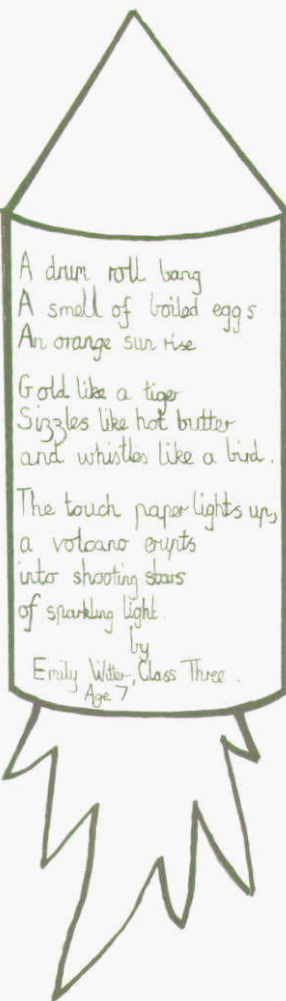 A drum roll bang
A smell of boiled eggs
An orange sun rise
Gold like a tiger
Sizzles like hot butter
and whistles like a bird.
The touch paper lights up,
a volcano erupts
into shooting stars
of sparkling light.
by
Emily Witter, Class Three.
Age 7